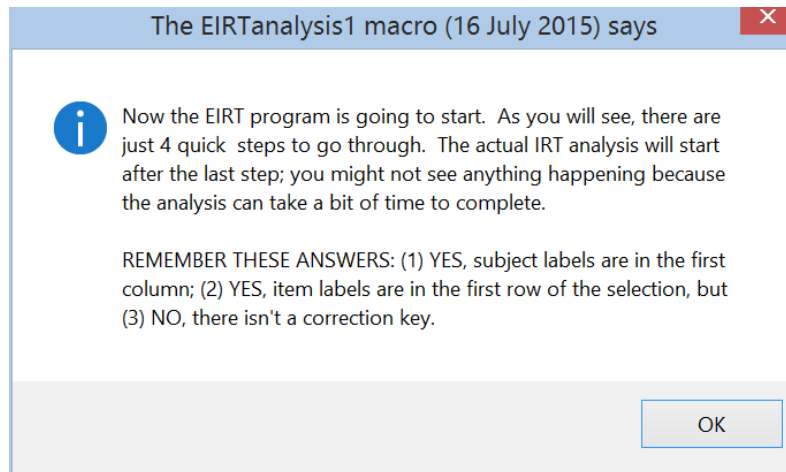 The EIRTanalysis1 macro (16 July 2015) says
Now the EIRT program is going to start. As you will see, there are
just 4 quick steps to go through. The actual IRT analysis will start
after the last step; you might not see anything happening because
the analysis can take a bit of time to complete.
REMEMBER THESE ANSWERS: (1) YES, subject labels are in the first
column; (2) YES, item labels are in the first row of the selection, but
(3) NO, there isn't a correction key.
OK